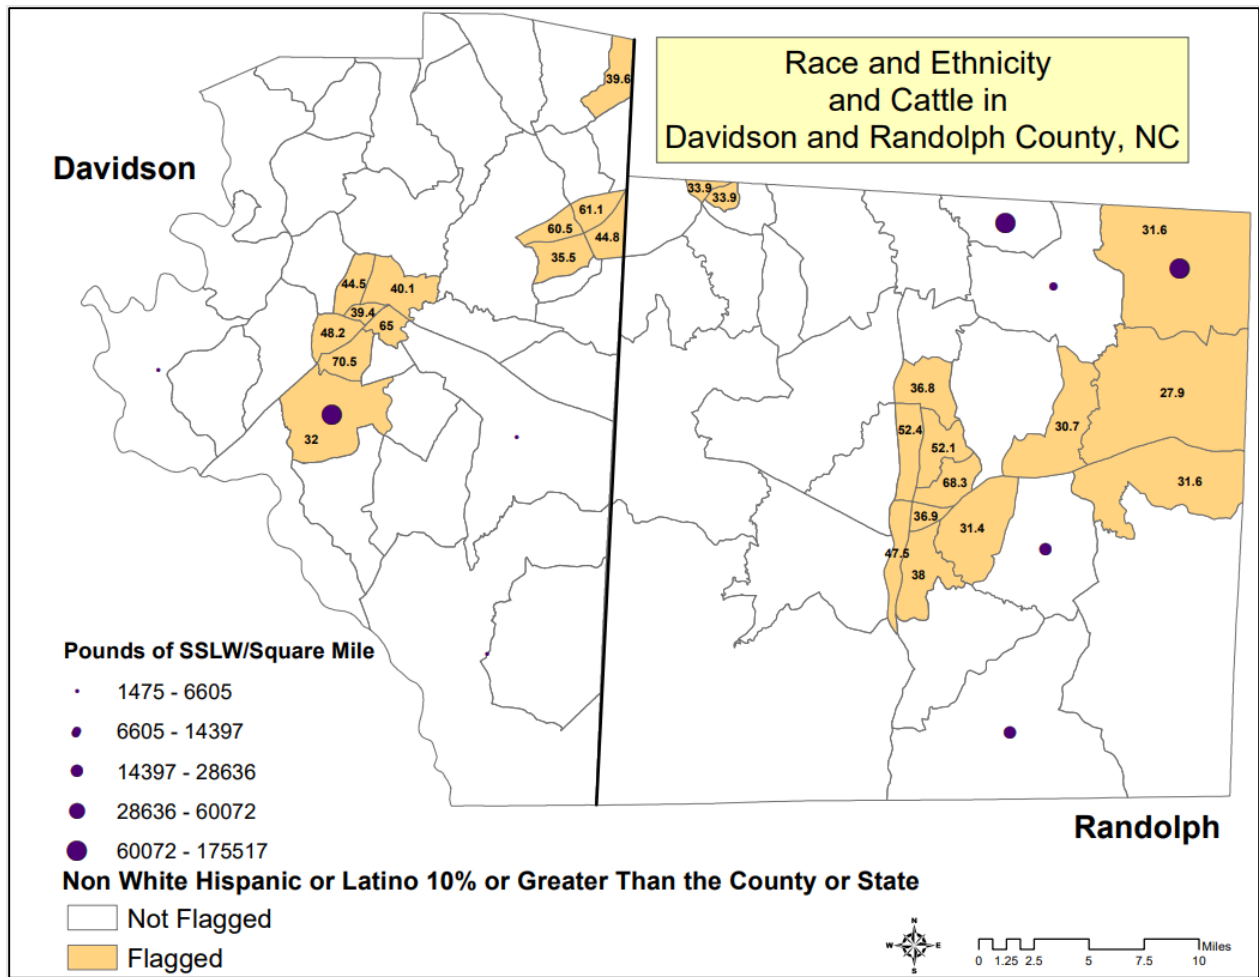 Race and Ethnicity
and Cattle in
Davidson and Randolph County, NC
Davidson
39.6
61.1
60.5
44.8
35.5
44.5
40.1
39.4
48.2
65
70.5
32
33.9
33.9
31.6
36.8
27.9
30.7
52.4
52.1
68.3
31.6
36.9
31.4
47.5
38
Randolph
Pounds of SSLW/Square Mile
1475 - 6605
6605 - 14397
14397 - 28636
28636 - 60072
60072 - 175517
Non White Hispanic or Latino 10% or Greater Than the County or State
Not Flagged
Flagged
N
W E
S
Miles
0 1.25 2.5 5 7.5 10